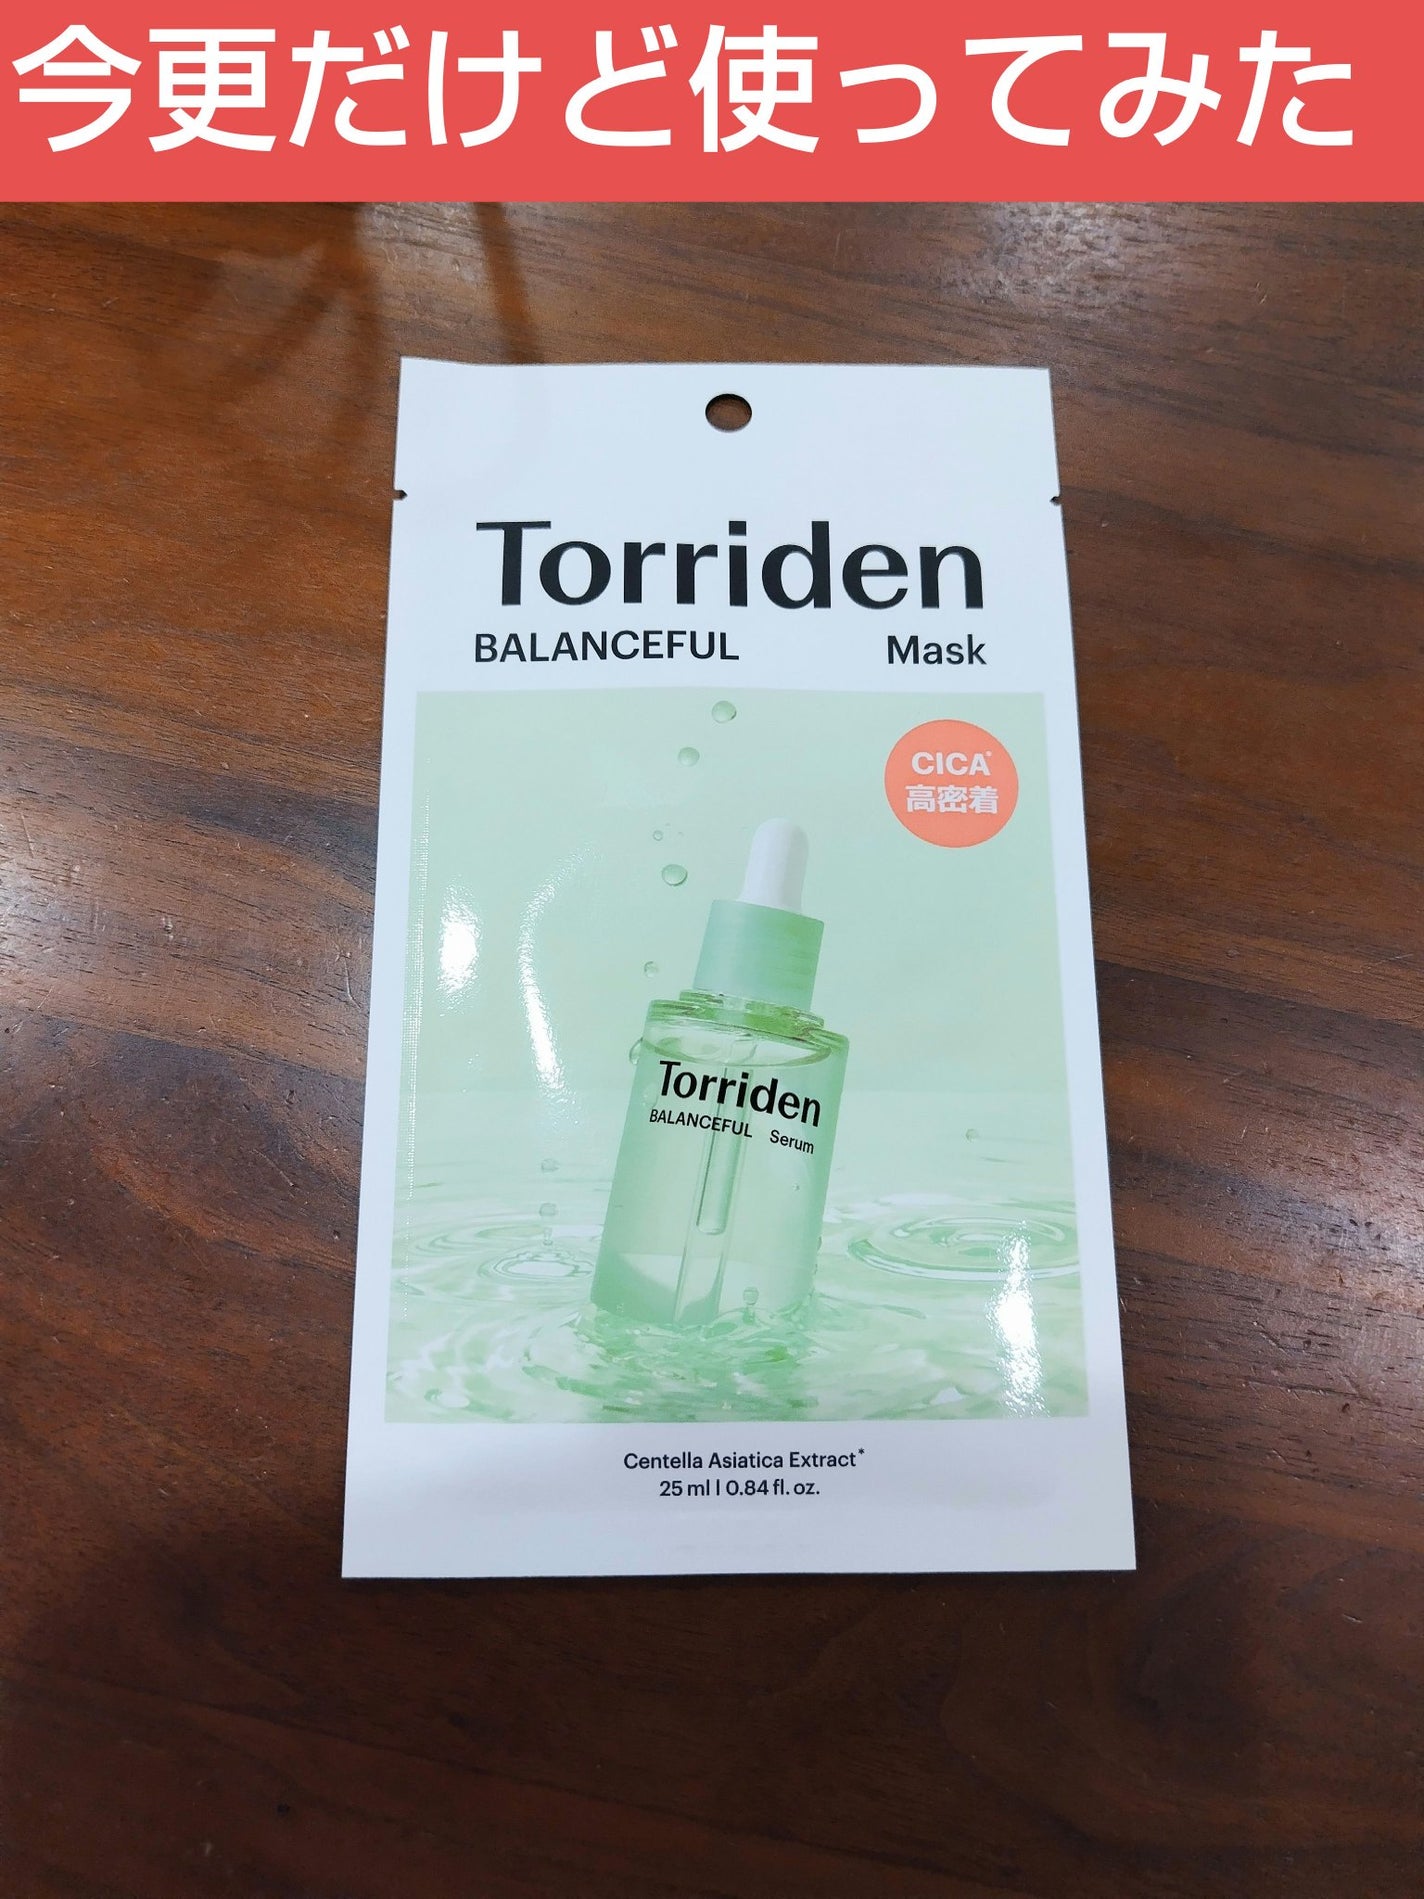 今更だけど使ってみた
Torriden
BALANCEFUL Mask
CICA*
高密着
Torriden
BALANCEFUL Serum
Centella Asiatica Extract*
25 ml | 0.84 fl. oz.